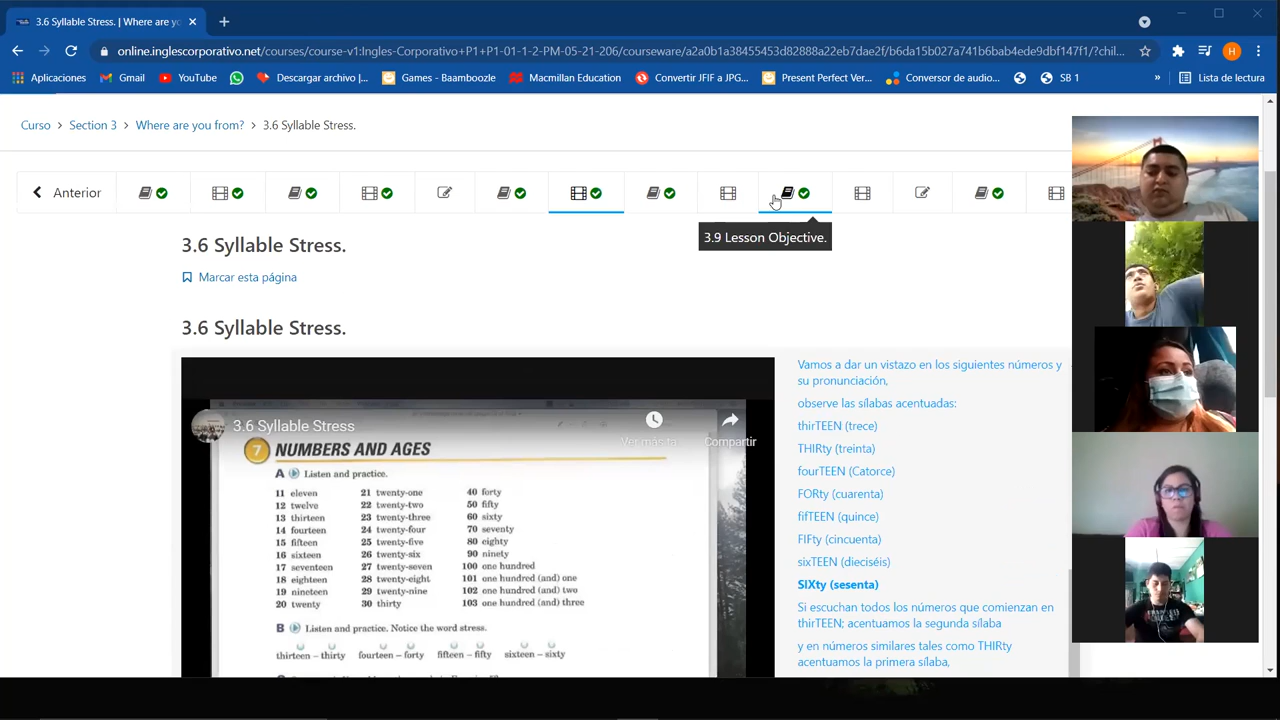 3.6 Syllable Stress. | Where are yo
online.inglescorporativo.net/courses/course-v1:Ingles-Corporativo+P1+P1-01-1-2-PM-05-21-206/courseware/a2a0b1a38455453d82888a22eb7dae2f/b6da15b027a741b6bab4ede9dbf147f1/?chil...
H
Aplicaciones
Gmail
YouTube
Descargar archivo |...
Games - Baamboozle
Macmillan Education
Convertir JFIF a JPG...
Present Perfect Ver...
Conversor de audio...
SB 1
»
Lista de lectura
Curso > Section 3 > Where are you from? > 3.6 Syllable Stress.
Anterior
3.9 Lesson Objective.
3.6 Syllable Stress.
Marcar esta página
3.6 Syllable Stress.
3.6 Syllable Stress
Ver más ta...
Compartir
7 NUMBERS AND AGES
A Listen and practice.
11 eleven 21 twenty-one 40 forty
12 twelve 22 twenty-two 50 fifty
13 thirteen 23 twenty-three 60 sixty
14 fourteen 24 twenty-four 70 seventy
15 fifteen 25 twenty-five 80 eighty
16 sixteen 26 twenty-six 90 ninety
17 seventeen 27 twenty-seven 100 one hundred
18 eighteen 28 twenty-eight 101 one hundred (and) one
19 nineteen 29 twenty-nine 102 one hundred (and) two
20 twenty 30 thirty 103 one hundred (and) three
B Listen and practice. Notice the word stress.
thirteen – thirty fourteen – forty fifteen – fifty sixteen – sixty
Vamos a dar un vistazo en los siguientes números y
su pronunciación,
observe las sílabas acentuadas:
thirTEEN (trece)
THIRty (treinta)
fourTEEN (Catorce)
FORty (cuarenta)
fifTEEN (quince)
FIFty (cincuenta)
sixTEEN (dieciséis)
SIXty (sesenta)
Si escuchan todos los números que comienzan en
thirTEEN; acentuamos la segunda sílaba
y en números similares tales como THIRty
acentuamos la primera sílaba,